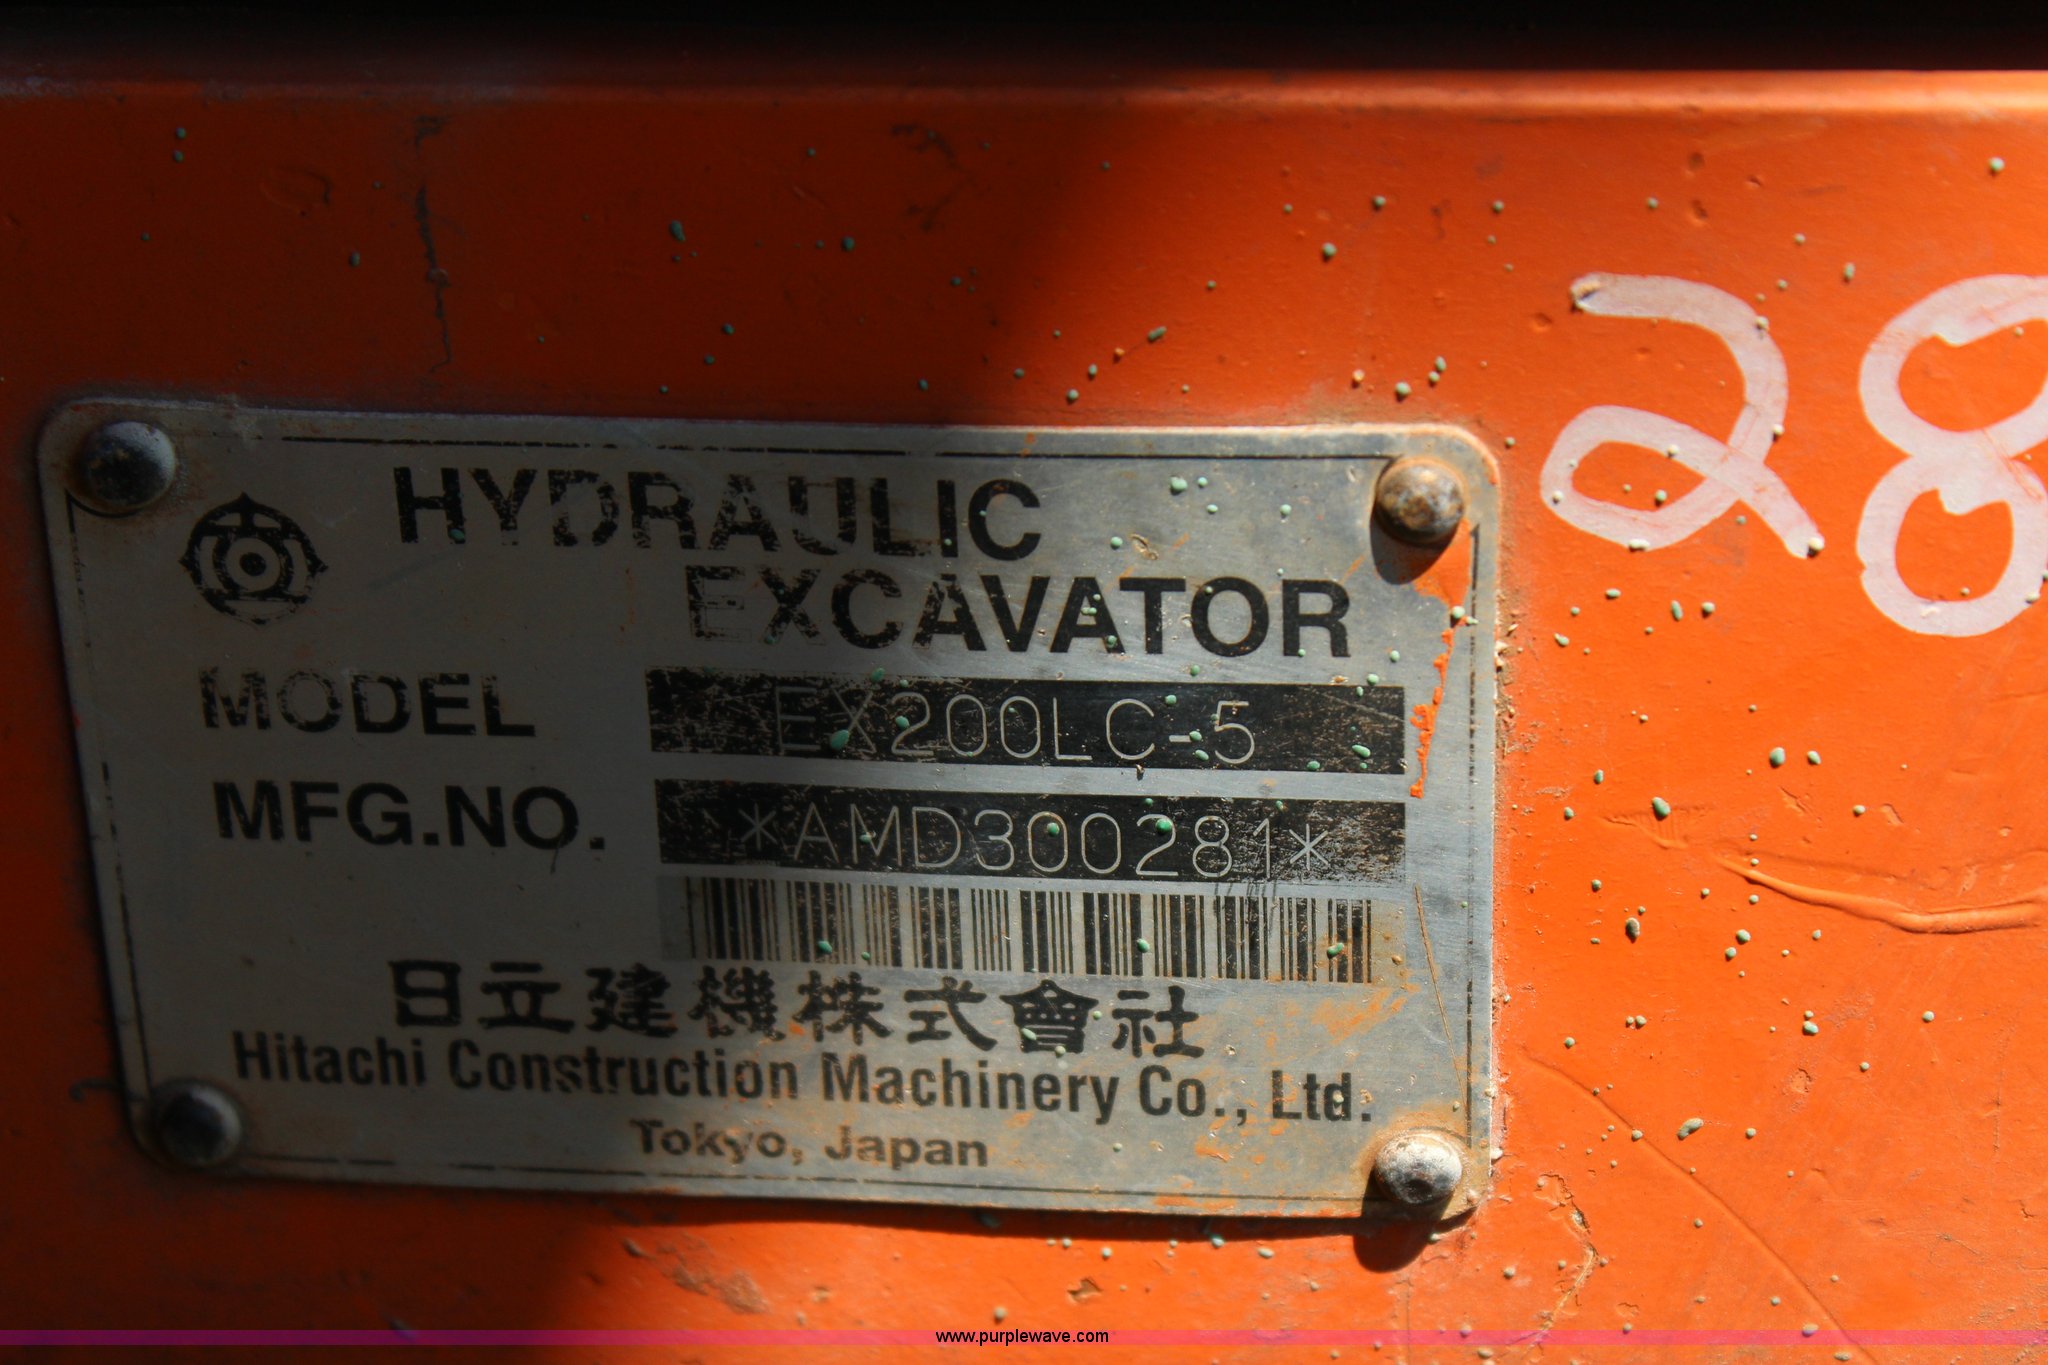 HYDRAULIC
EXCAVATOR
MODEL EX200LC-5
MFG.NO. *AMD300281*
日立建機株式會社
Hitachi Construction Machinery Co., Ltd.
Tokyo, Japan
28
www.purplewave.com